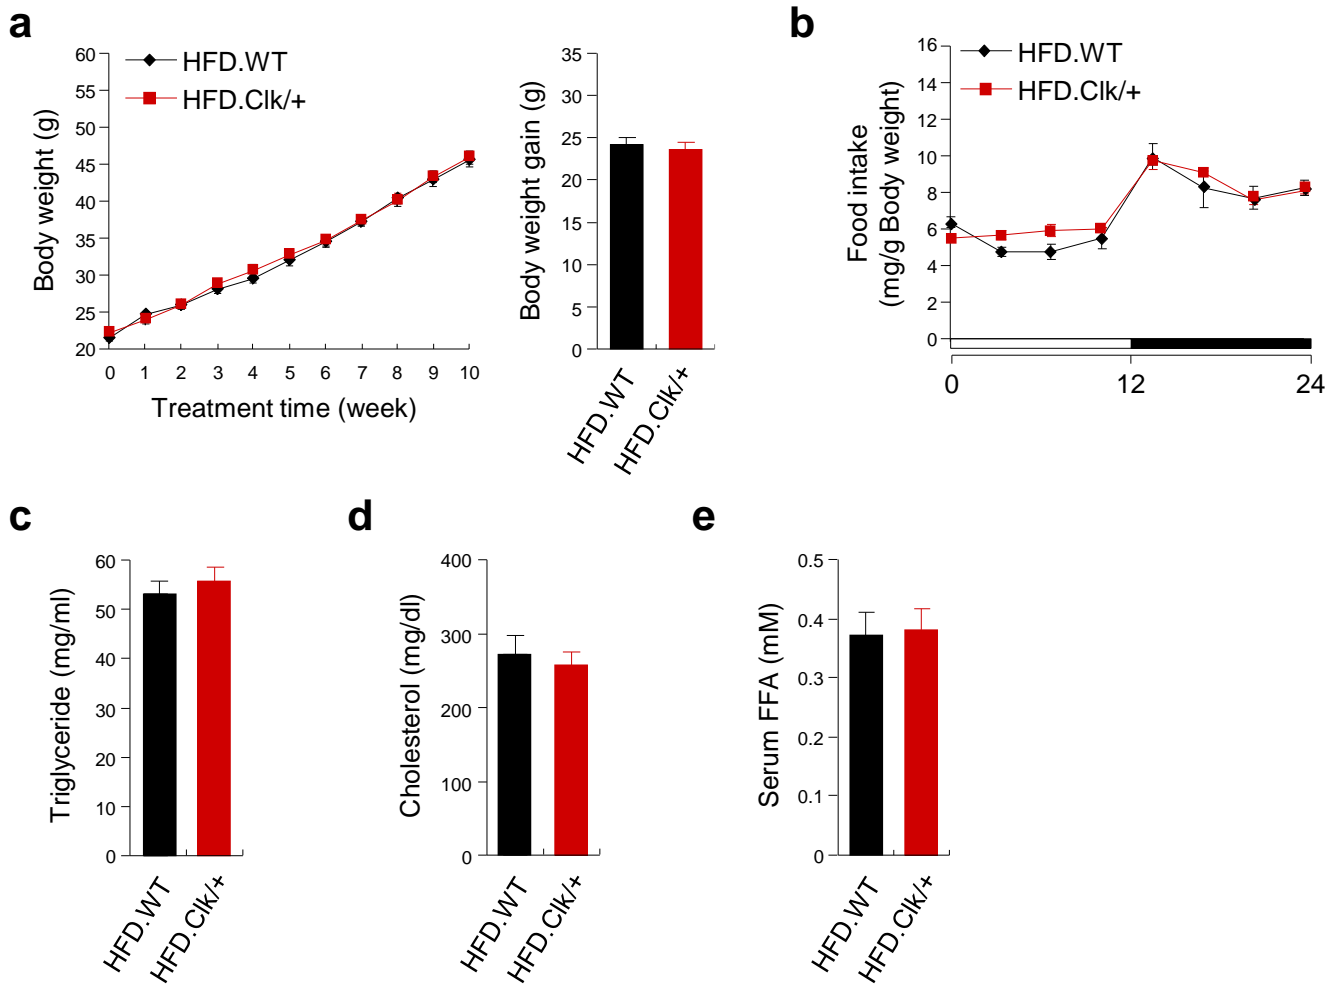 a
60
55
50
45
40
35
30
25
20
Body weight (g)
HFD.WT
HFD.Clk/+
0 1 2 3 4 5 6 7 8 9 10
Treatment time (week)
35
30
25
20
15
10
5
0
Body weight gain (g)
HFD.WT
HFD.Clk/+
b
16
14
12
10
8
6
4
2
0
Food intake
(mg/g Body weight)
HFD.WT
HFD.Clk/+
0 12 24
c
60
50
40
30
20
10
0
Triglyceride (mg/ml)
HFD.WT
HFD.Clk/+
d
400
300
200
100
0
Cholesterol (mg/dl)
HFD.WT
HFD.Clk/+
e
0.5
0.4
0.3
0.2
0.1
0
Serum FFA (mM)
HFD.WT
HFD.Clk/+